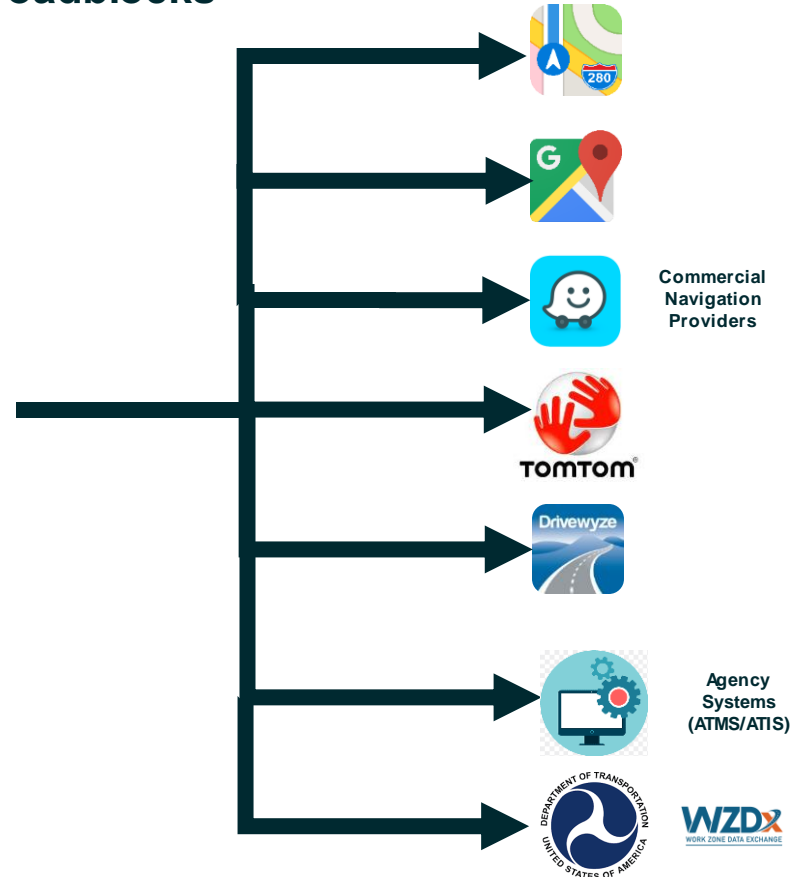 oadblocks
280
G
Commercial
Navigation
Providers
TOMTOM®
Drivewyze
Agency
Systems
(ATMS/ATIS)
DEPARTMENT OF TRANSPORTATION
UNITED STATES OF AMERICA
WZDx
WORK ZONE DATA EXCHANGE